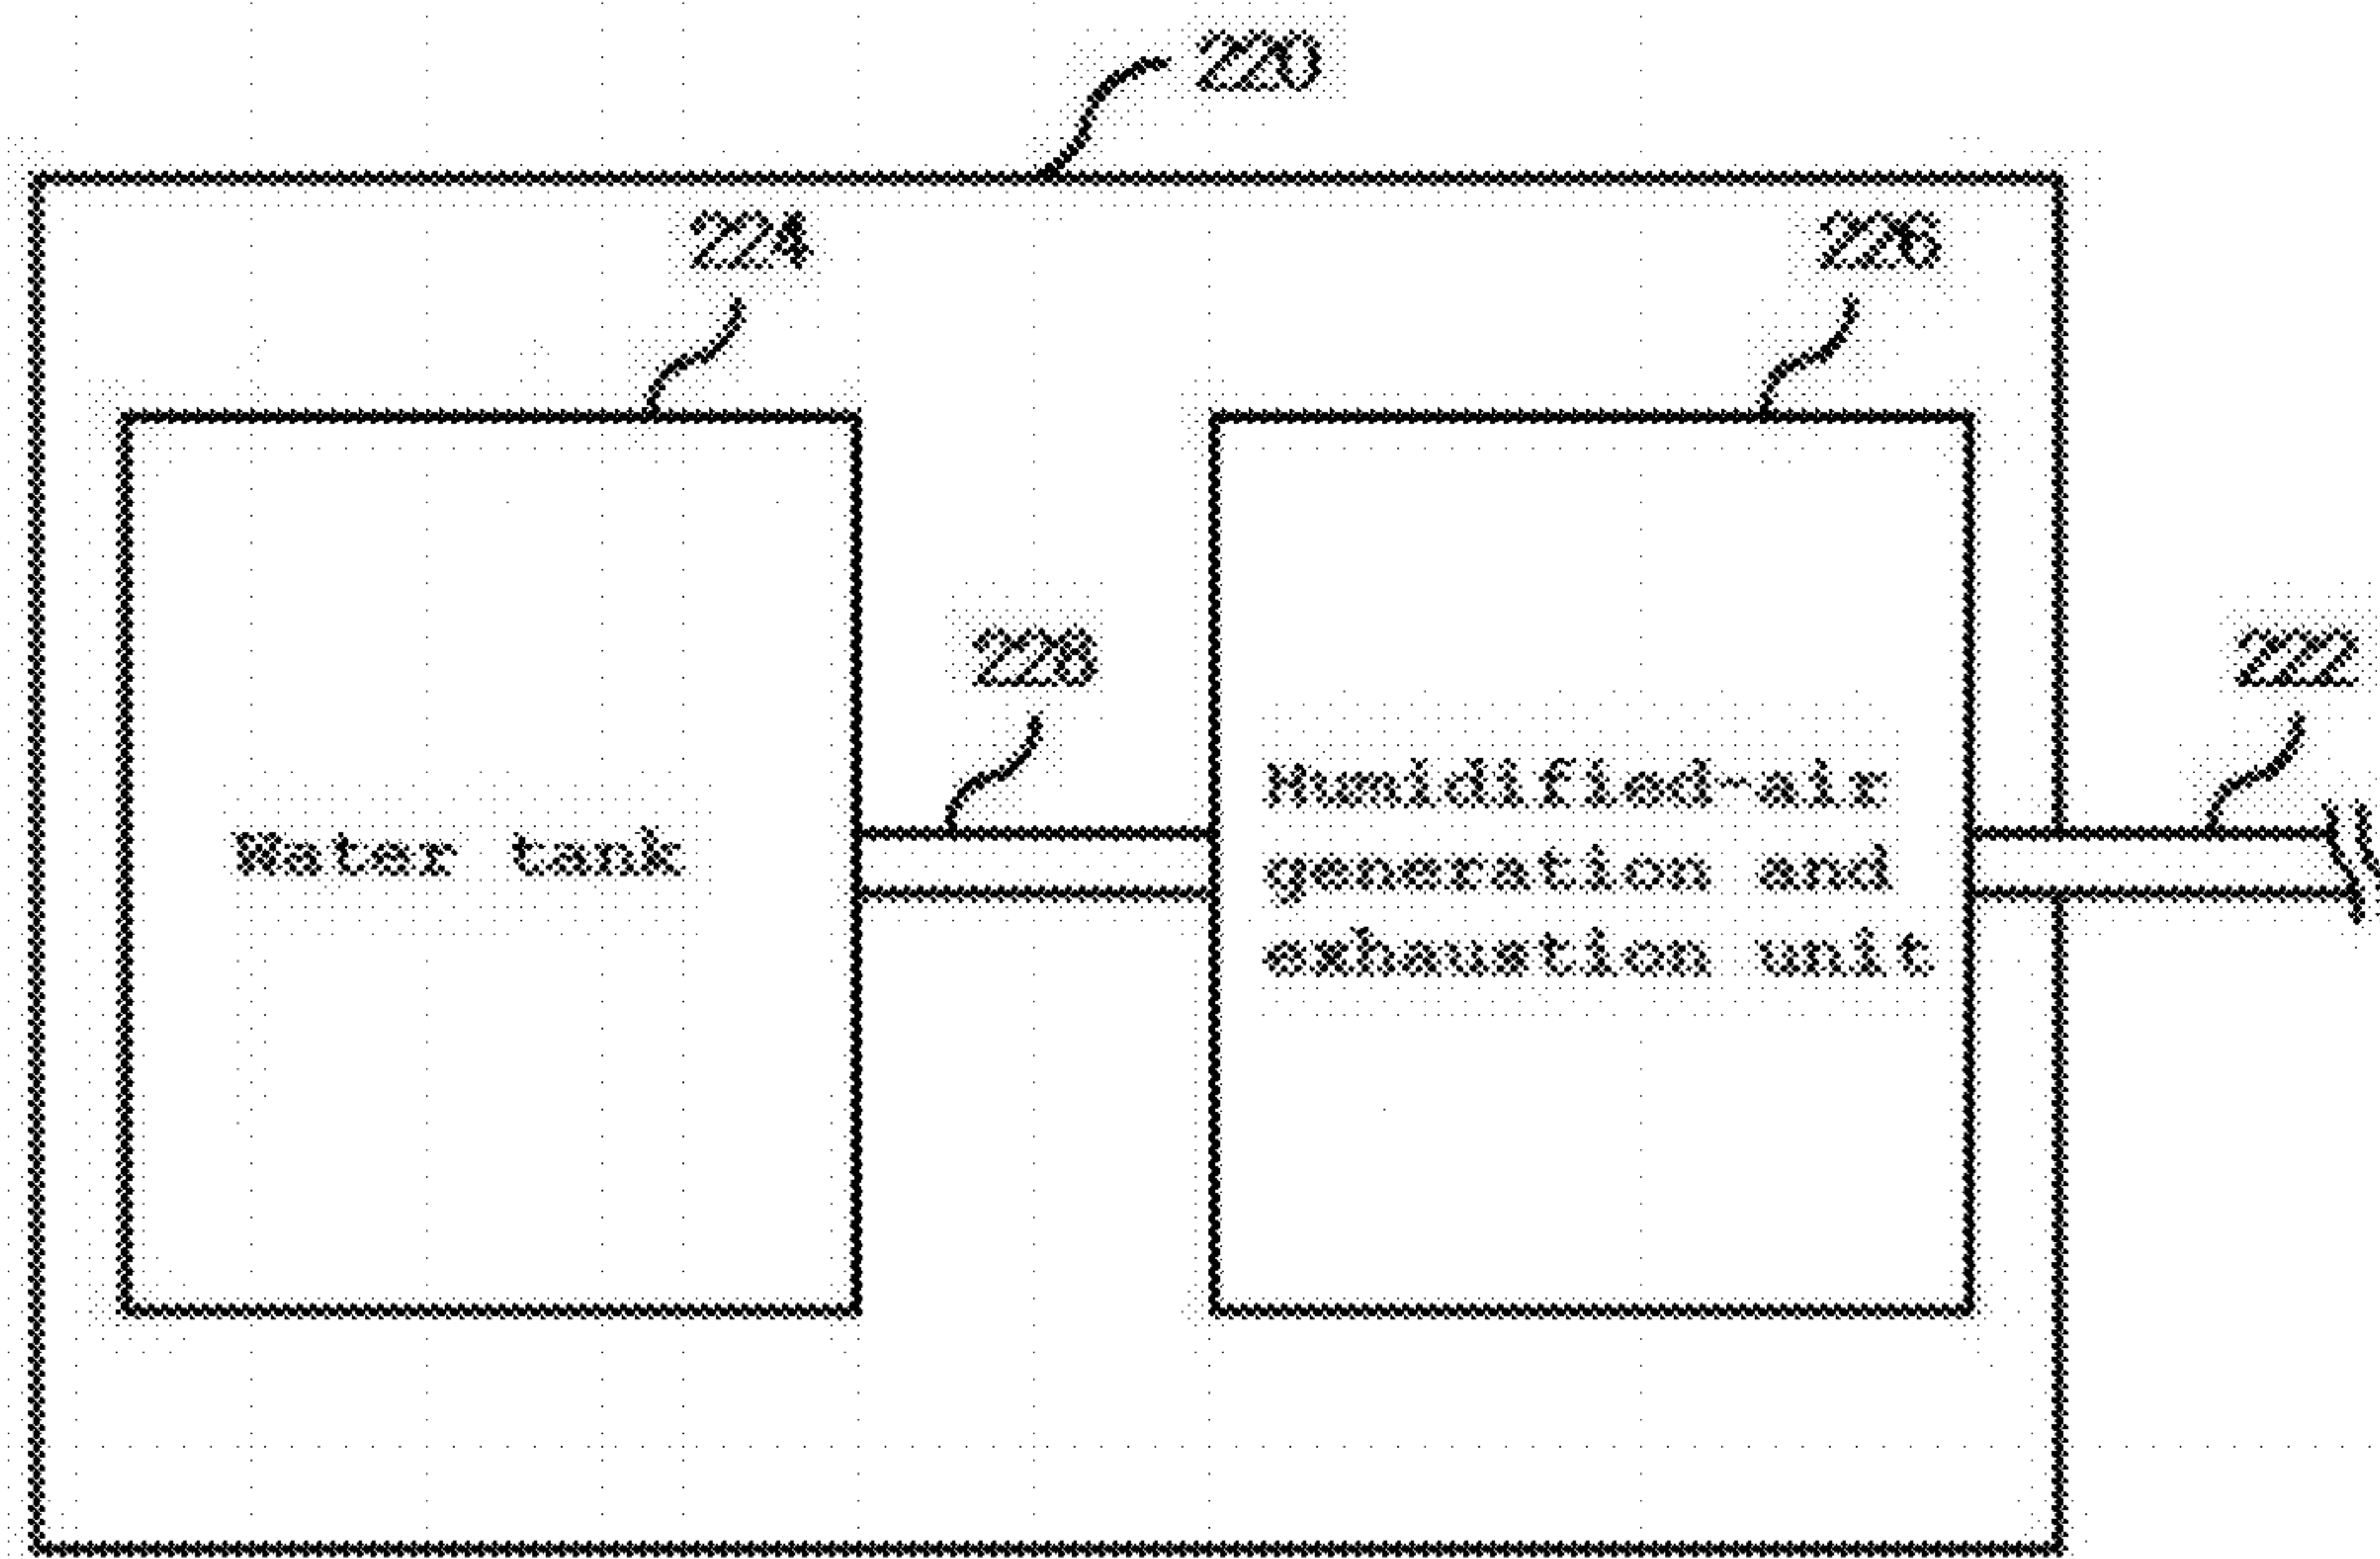 220
224
226
228
222
Water tank
Humidified-air
generation and
exhaustion unit